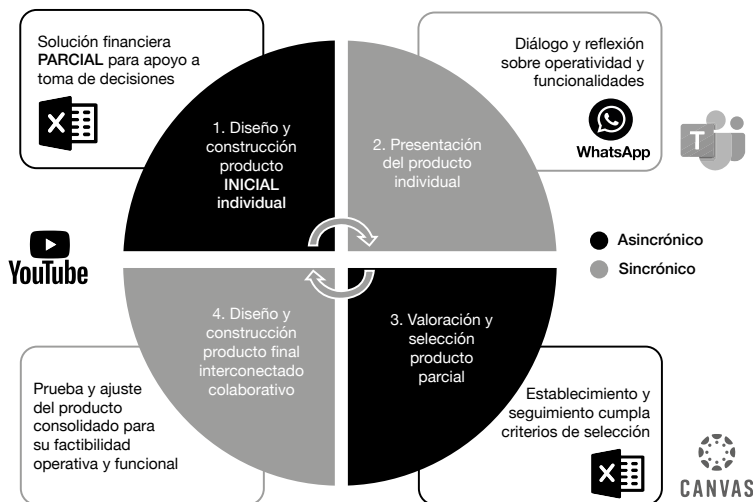 Solución financiera
PARCIAL para apoyo a
toma de decisiones
X
1. Diseño y
construcción
producto
INICIAL
individual
2. Presentación
del producto
individual
Diálogo y reflexión
sobre operatividad y
funcionalidades
WhatsApp
T
YouTube
Asincrónico
Sincrónico
4. Diseño y
construcción
producto final
interconectado
colaborativo
3. Valoración y
selección
producto
parcial
Prueba y ajuste
del producto
consolidado para
su factibilidad
operativa y funcional
Establecimiento y
seguimiento cumpla
criterios de selección
X
CANVAS